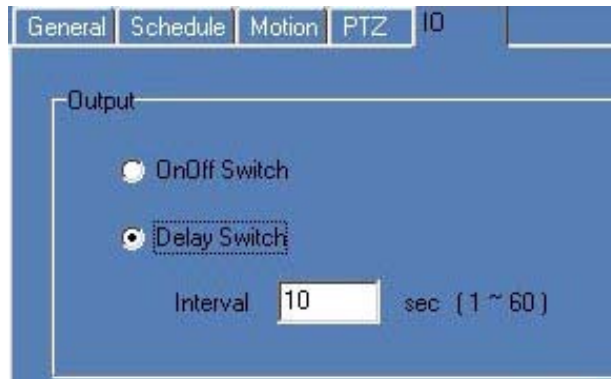 General Schedule Motion PTZ IO
Output
OnOff Switch
Delay Switch
Interval 10 sec ( 1 ~ 60 )